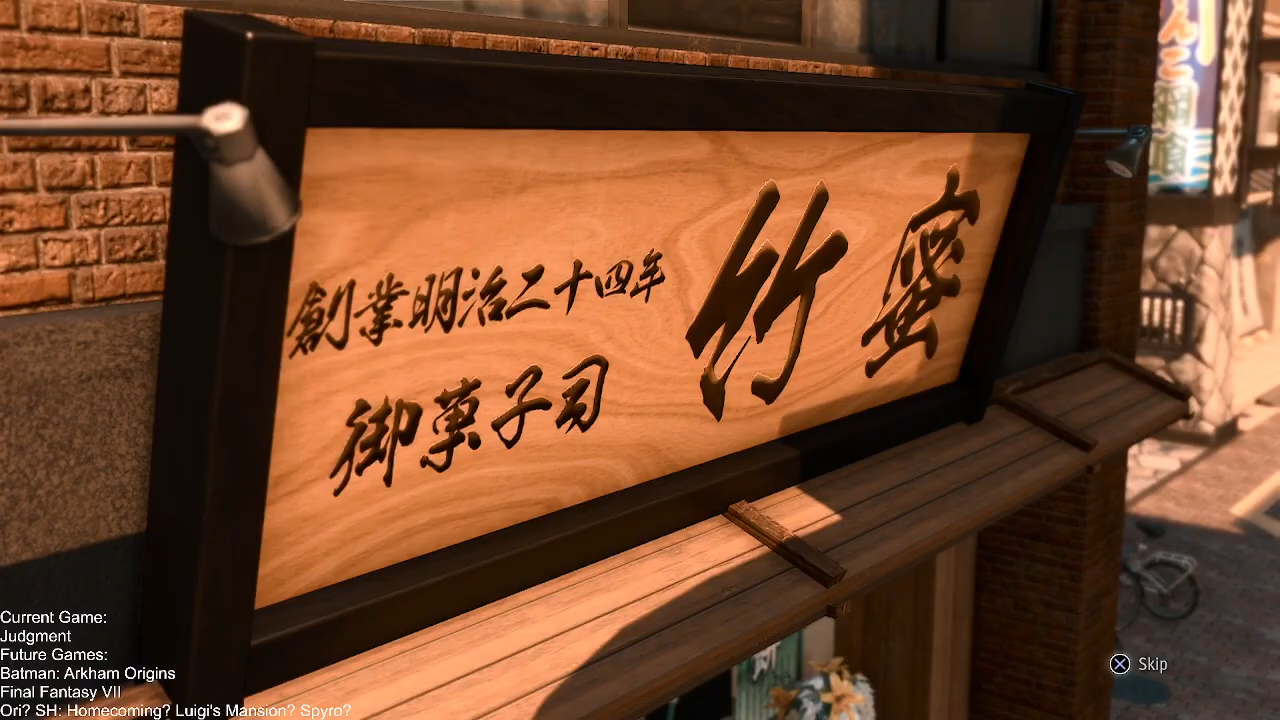 創業明治二十四年
御菓子司
竹蜜
Current Game:
Judgment
Future Games:
Batman: Arkham Origins
Final Fantasy VII
Ori? SH: Homecoming? Luigi's Mansion? Spyro?
Skip